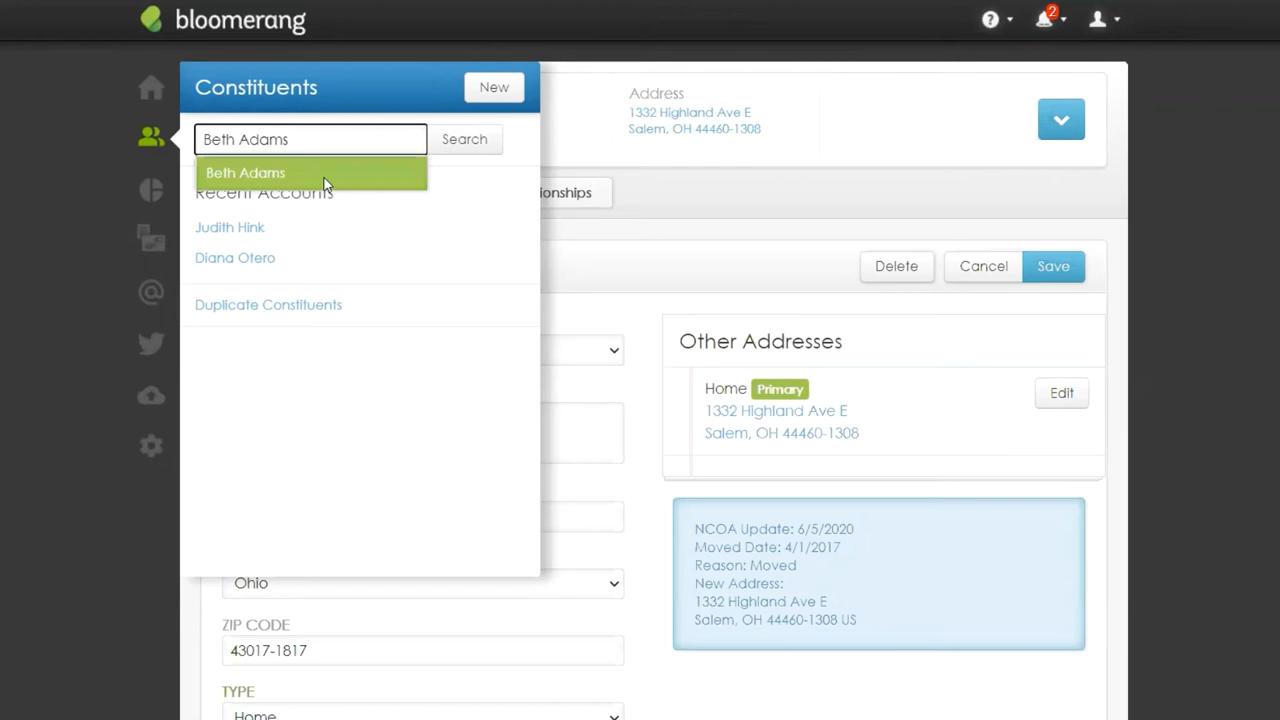 bloomerang
2
Constituents
New
Beth Adams
Search
Beth Adams
Recent Accounts
Judith Hink
Diana Otero
Duplicate Constituents
Address
1332 Highland Ave E
Salem, OH 44460-1308
ionships
Delete
Cancel
Save
Other Addresses
Home Primary
Edit
1332 Highland Ave E
Salem, OH 44460-1308
NCOA Update: 6/5/2020
Moved Date: 4/1/2017
Reason: Moved
New Address:
1332 Highland Ave E
Salem, OH 44460-1308 US
Ohio
ZIP CODE
43017-1817
TYPE
Home